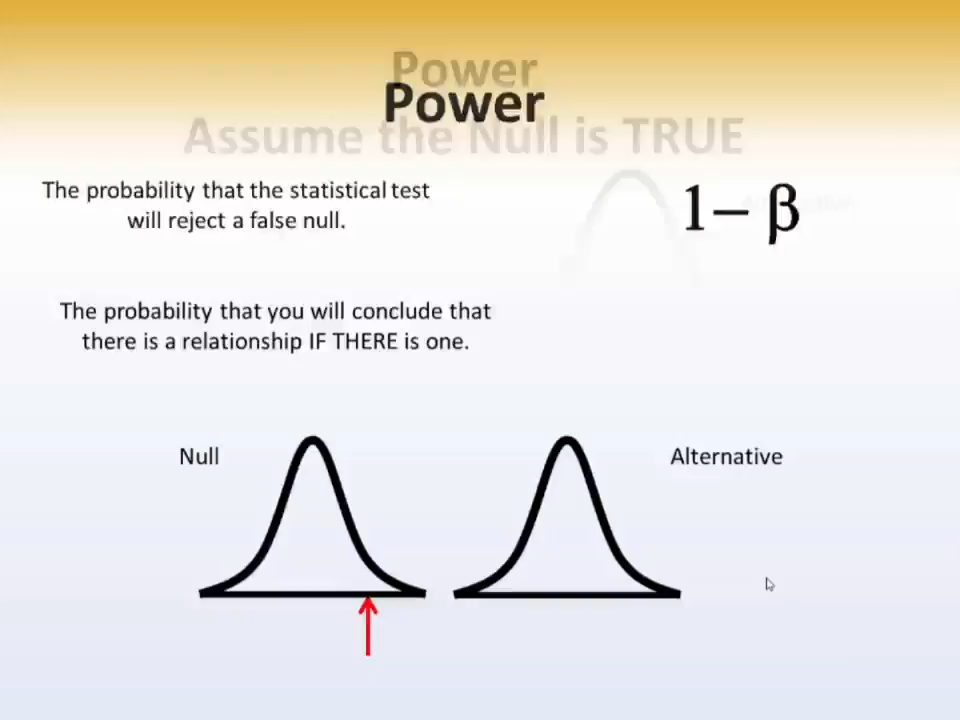 Power
Power
Assume the Null is TRUE
The probability that the statistical test
will reject a false null.
1– β
The probability that you will conclude that
there is a relationship IF THERE is one.
Null
Alternative